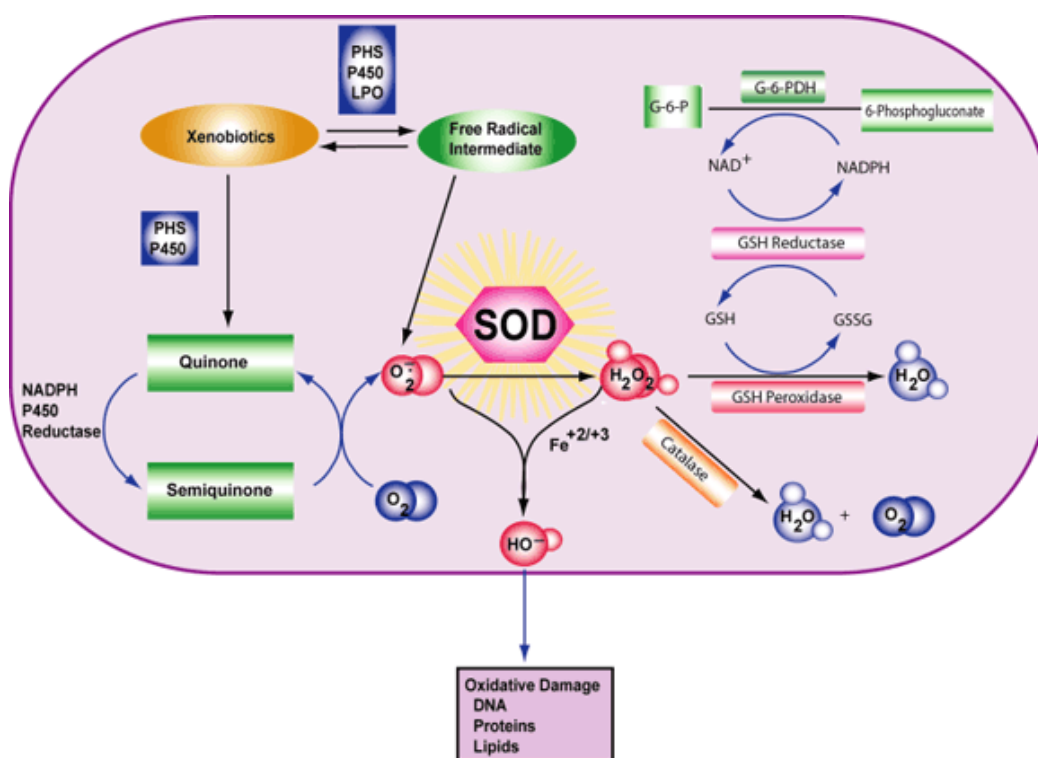 PHS
P450
LPO
Xenobiotics
Free Radical
Intermediate
G-6-P
G-6-PDH
6-Phosphogluconate
NAD+
NADPH
PHS
P450
GSH Reductase
SOD
GSH
GSSG
Quinone
O2-.
H2O2
H2O
GSH Peroxidase
NADPH
P450
Reductase
Fe+2/+3
Catalase
Semiquinone
O2
H2O
+
O2
HO–
Oxidative Damage
DNA
Proteins
Lipids